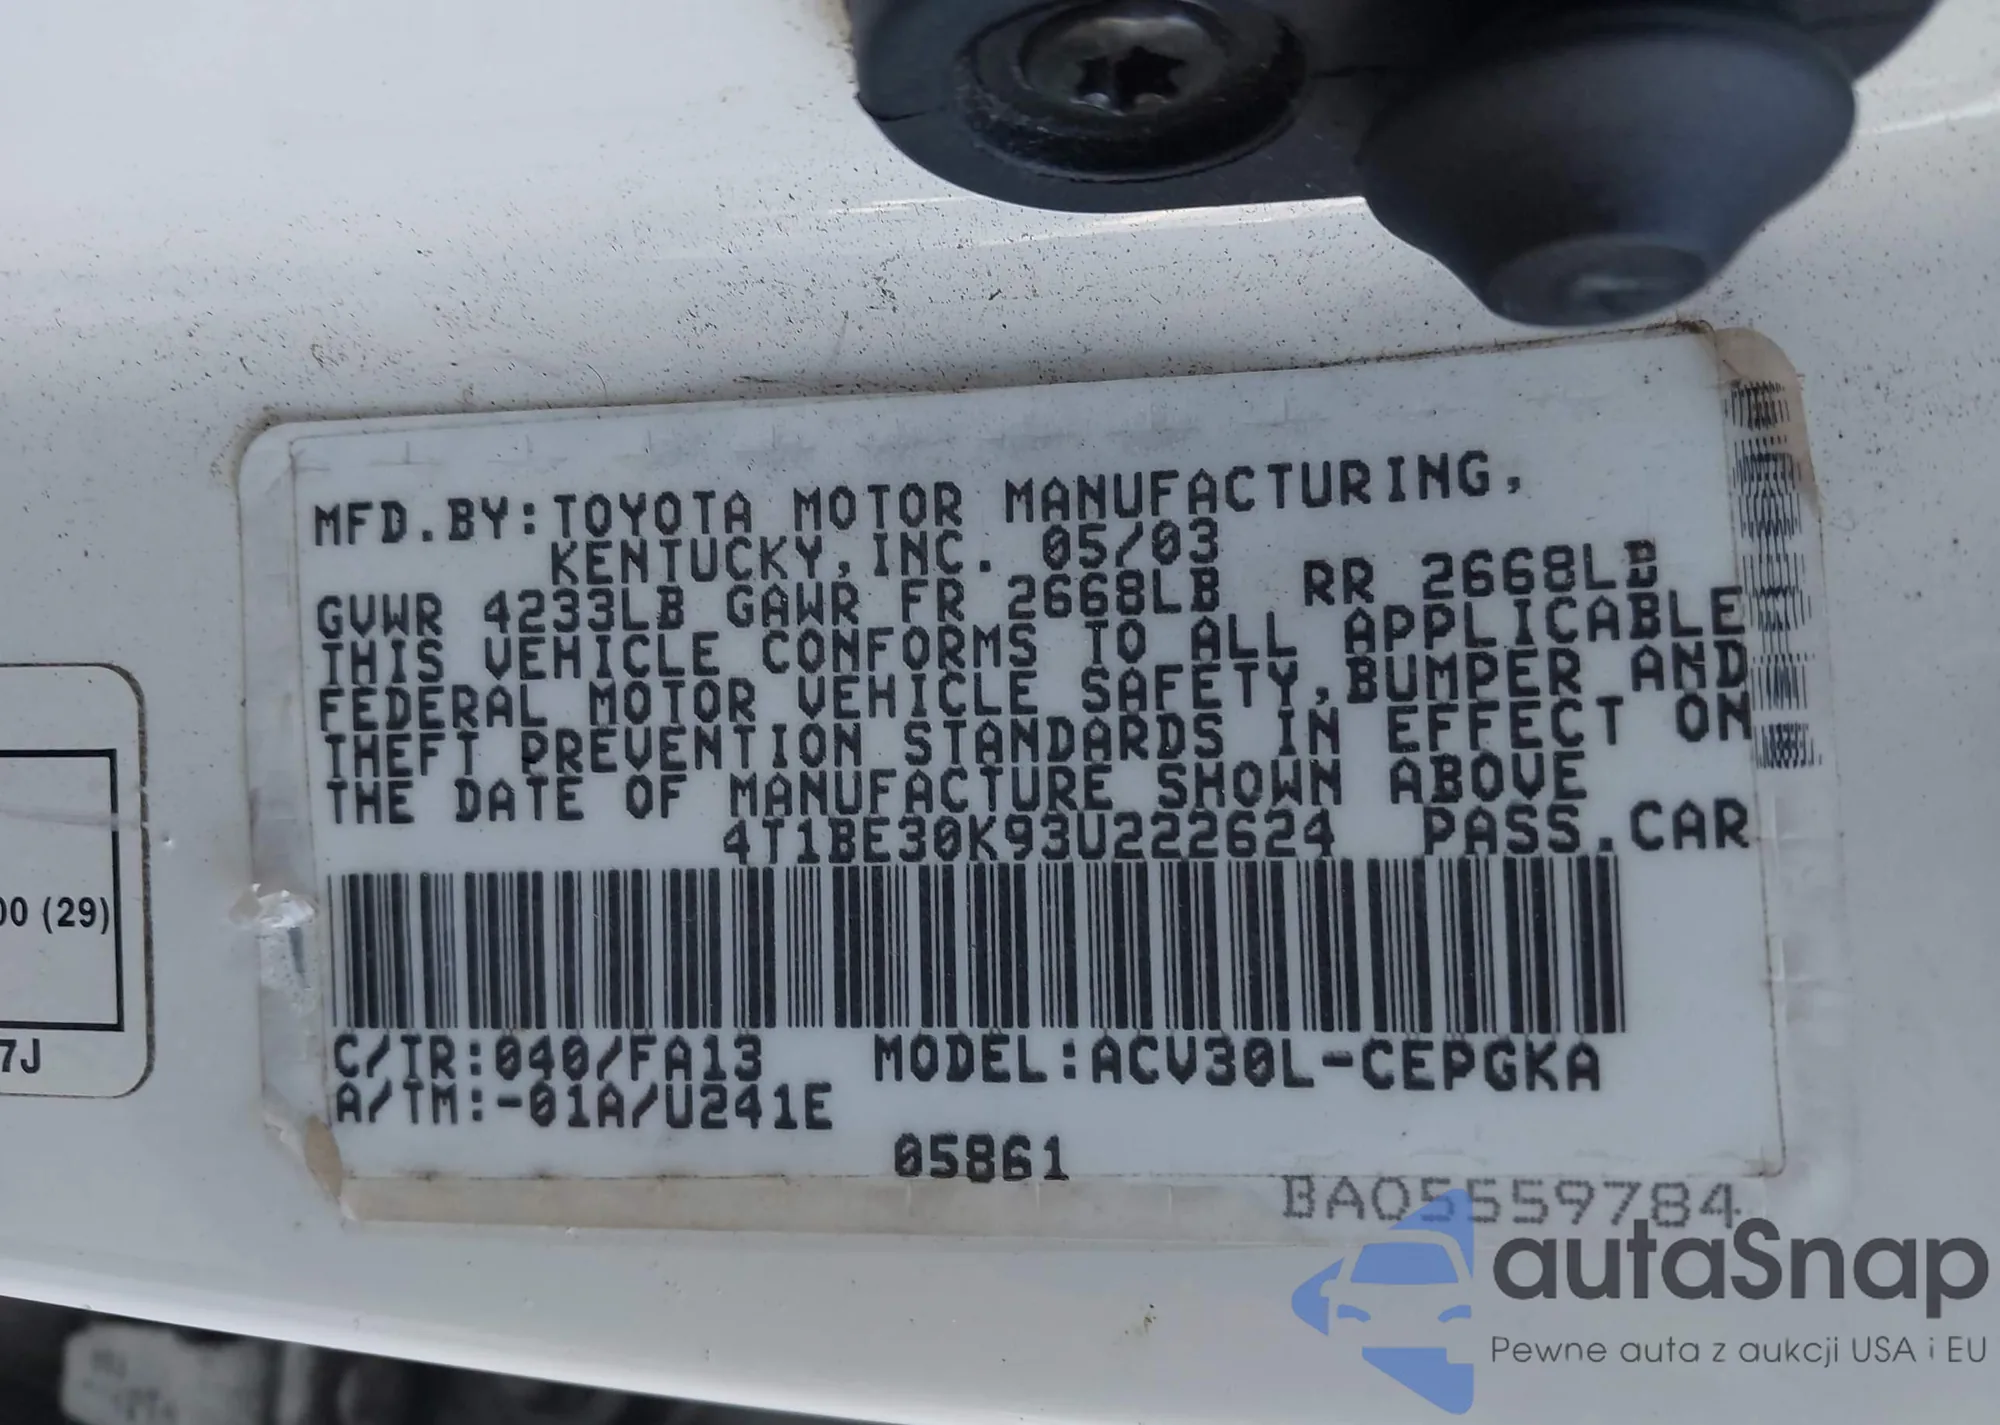 MFD.BY:TOYOTA MOTOR MANUFACTURING,
KENTUCKY,INC. 05/03
GVWR 4233LB GAWR FR 2668LB RR 2668LB
THIS VEHICLE CONFORMS TO ALL APPLICABLE
FEDERAL MOTOR VEHICLE SAFETY,BUMPER AND
THEFT PREVENTION STANDARDS IN EFFECT ON
THE DATE OF MANUFACTURE SHOWN ABOVE
4T1BE30K93U222624 PASS.CAR
00 (29)
7J
C/TR:040/FA13 MODEL:ACV30L-CEPGKA
A/TM:-01A/U241E
05861
BA05559784
autaSnap
Pewne auta z aukcji USA i EU